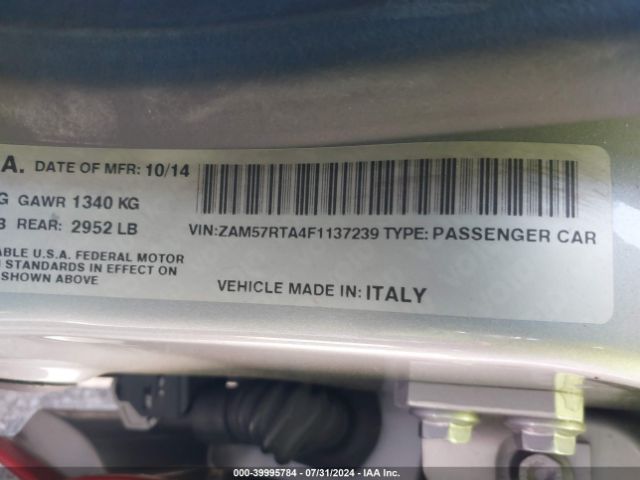 A. DATE OF MFR: 10/14
G GAWR 1340 KG
3 REAR: 2952 LB
VIN:ZAM57RTA4F1137239 TYPE: PASSENGER CAR
ABLE U.S.A. FEDERAL MOTOR
N STANDARDS IN EFFECT ON
SHOWN ABOVE
VEHICLE MADE IN: ITALY
000-39995784 - 07/31/2024 - IAA Inc.